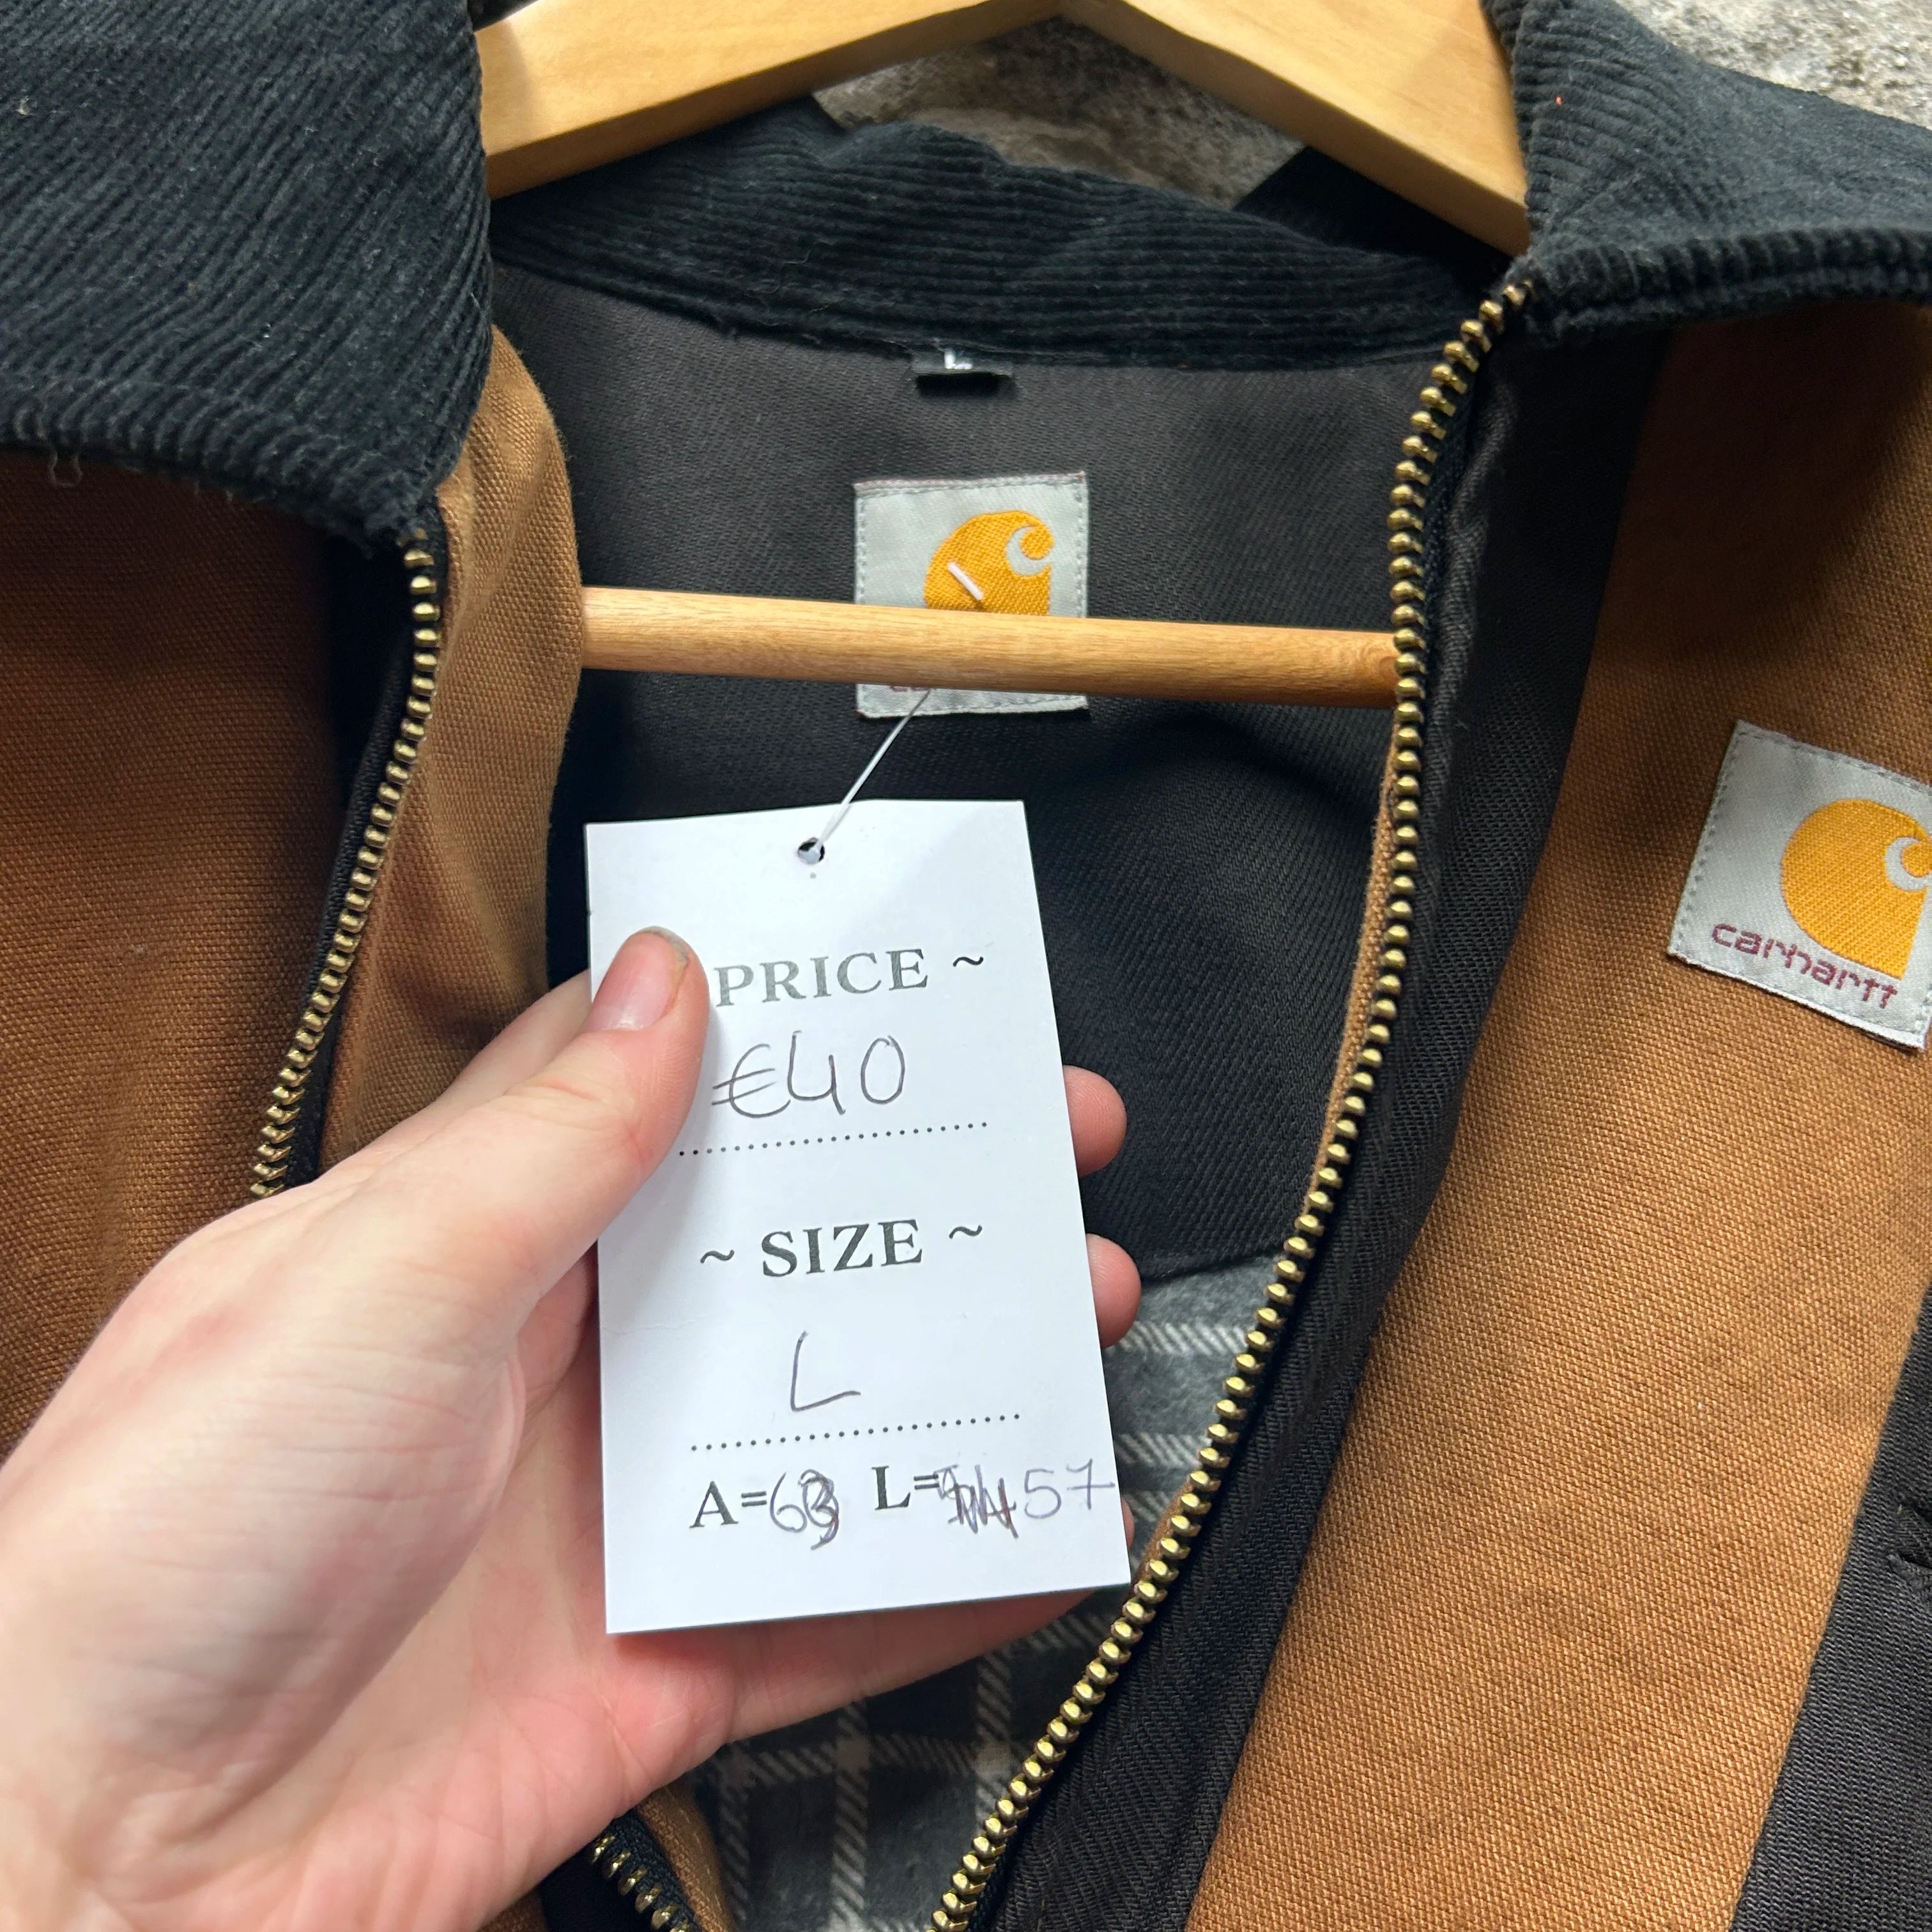 L
carhartt
PRICE ~
€40
~ SIZE ~
L
A=63 L=57